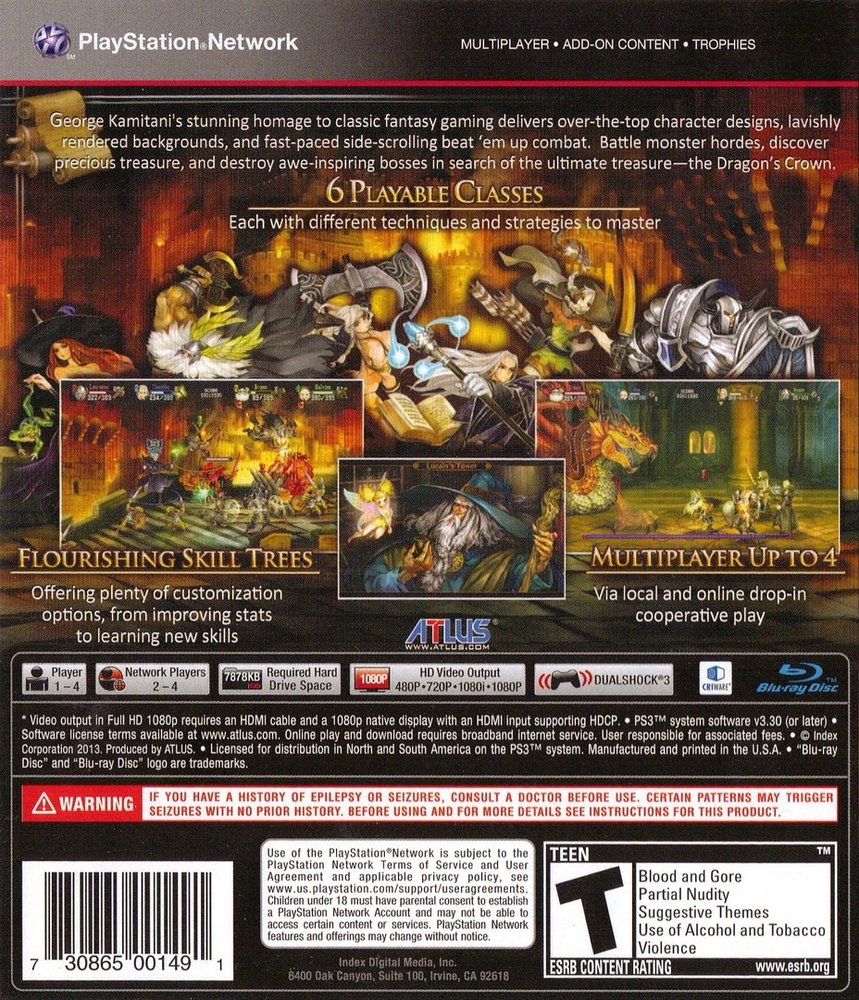 PlayStation®Network
SM
MULTIPLAYER • ADD-ON CONTENT • TROPHIES
George Kamitani's stunning homage to classic fantasy gaming delivers over-the-top character designs, lavishly
rendered backgrounds, and fast-paced side-scrolling beat 'em up combat. Battle monster hordes, discover
precious treasure, and destroy awe-inspiring bosses in search of the ultimate treasure—the Dragon's Crown.
6 PLAYABLE CLASSES
Each with different techniques and strategies to master
Lucain's Tower
FLOURISHING SKILL TREES
Offering plenty of customization
options, from improving stats
to learning new skills
MULTIPLAYER UP TO 4
Via local and online drop-in
cooperative play
ATLUS®
WWW.ATLUS.COM
Player
1 – 4
Network Players
2 – 4
7878KB
HDD
Required Hard
Drive Space
1080P
HD Video Output
480P•720P•1080i•1080P
DUALSHOCK®3
CRIWARE™
Blu-ray Disc™
* Video output in Full HD 1080p requires an HDMI cable and a 1080p native display with an HDMI input supporting HDCP. • PS3™ system software v3.30 (or later) •
Software license terms available at www.atlus.com. Online play and download requires broadband internet service. User responsible for associated fees. • © Index
Corporation 2013. Produced by ATLUS. • Licensed for distribution in North and South America on the PS3™ system. Manufactured and printed in the U.S.A. • "Blu-ray
Disc" and "Blu-ray Disc" logo are trademarks.
WARNING
IF YOU HAVE A HISTORY OF EPILEPSY OR SEIZURES, CONSULT A DOCTOR BEFORE USE. CERTAIN PATTERNS MAY TRIGGER
SEIZURES WITH NO PRIOR HISTORY. BEFORE USING AND FOR MORE DETAILS SEE INSTRUCTIONS FOR THIS PRODUCT.
7 30865 00149 1
Use of the PlayStation®Network is subject to the
PlayStation Network Terms of Service and User
Agreement and applicable privacy policy, see
www.us.playstation.com/support/useragreements.
Children under 18 must have parental consent to establish
a PlayStation Network Account and may not be able to
access certain content or services. PlayStation Network
features and offerings may change without notice.
Index Digital Media, Inc.
6400 Oak Canyon, Suite 100, Irvine, CA 92618
TEEN
TM
T
Blood and Gore
Partial Nudity
Suggestive Themes
Use of Alcohol and Tobacco
Violence
ESRB CONTENT RATING
www.esrb.org